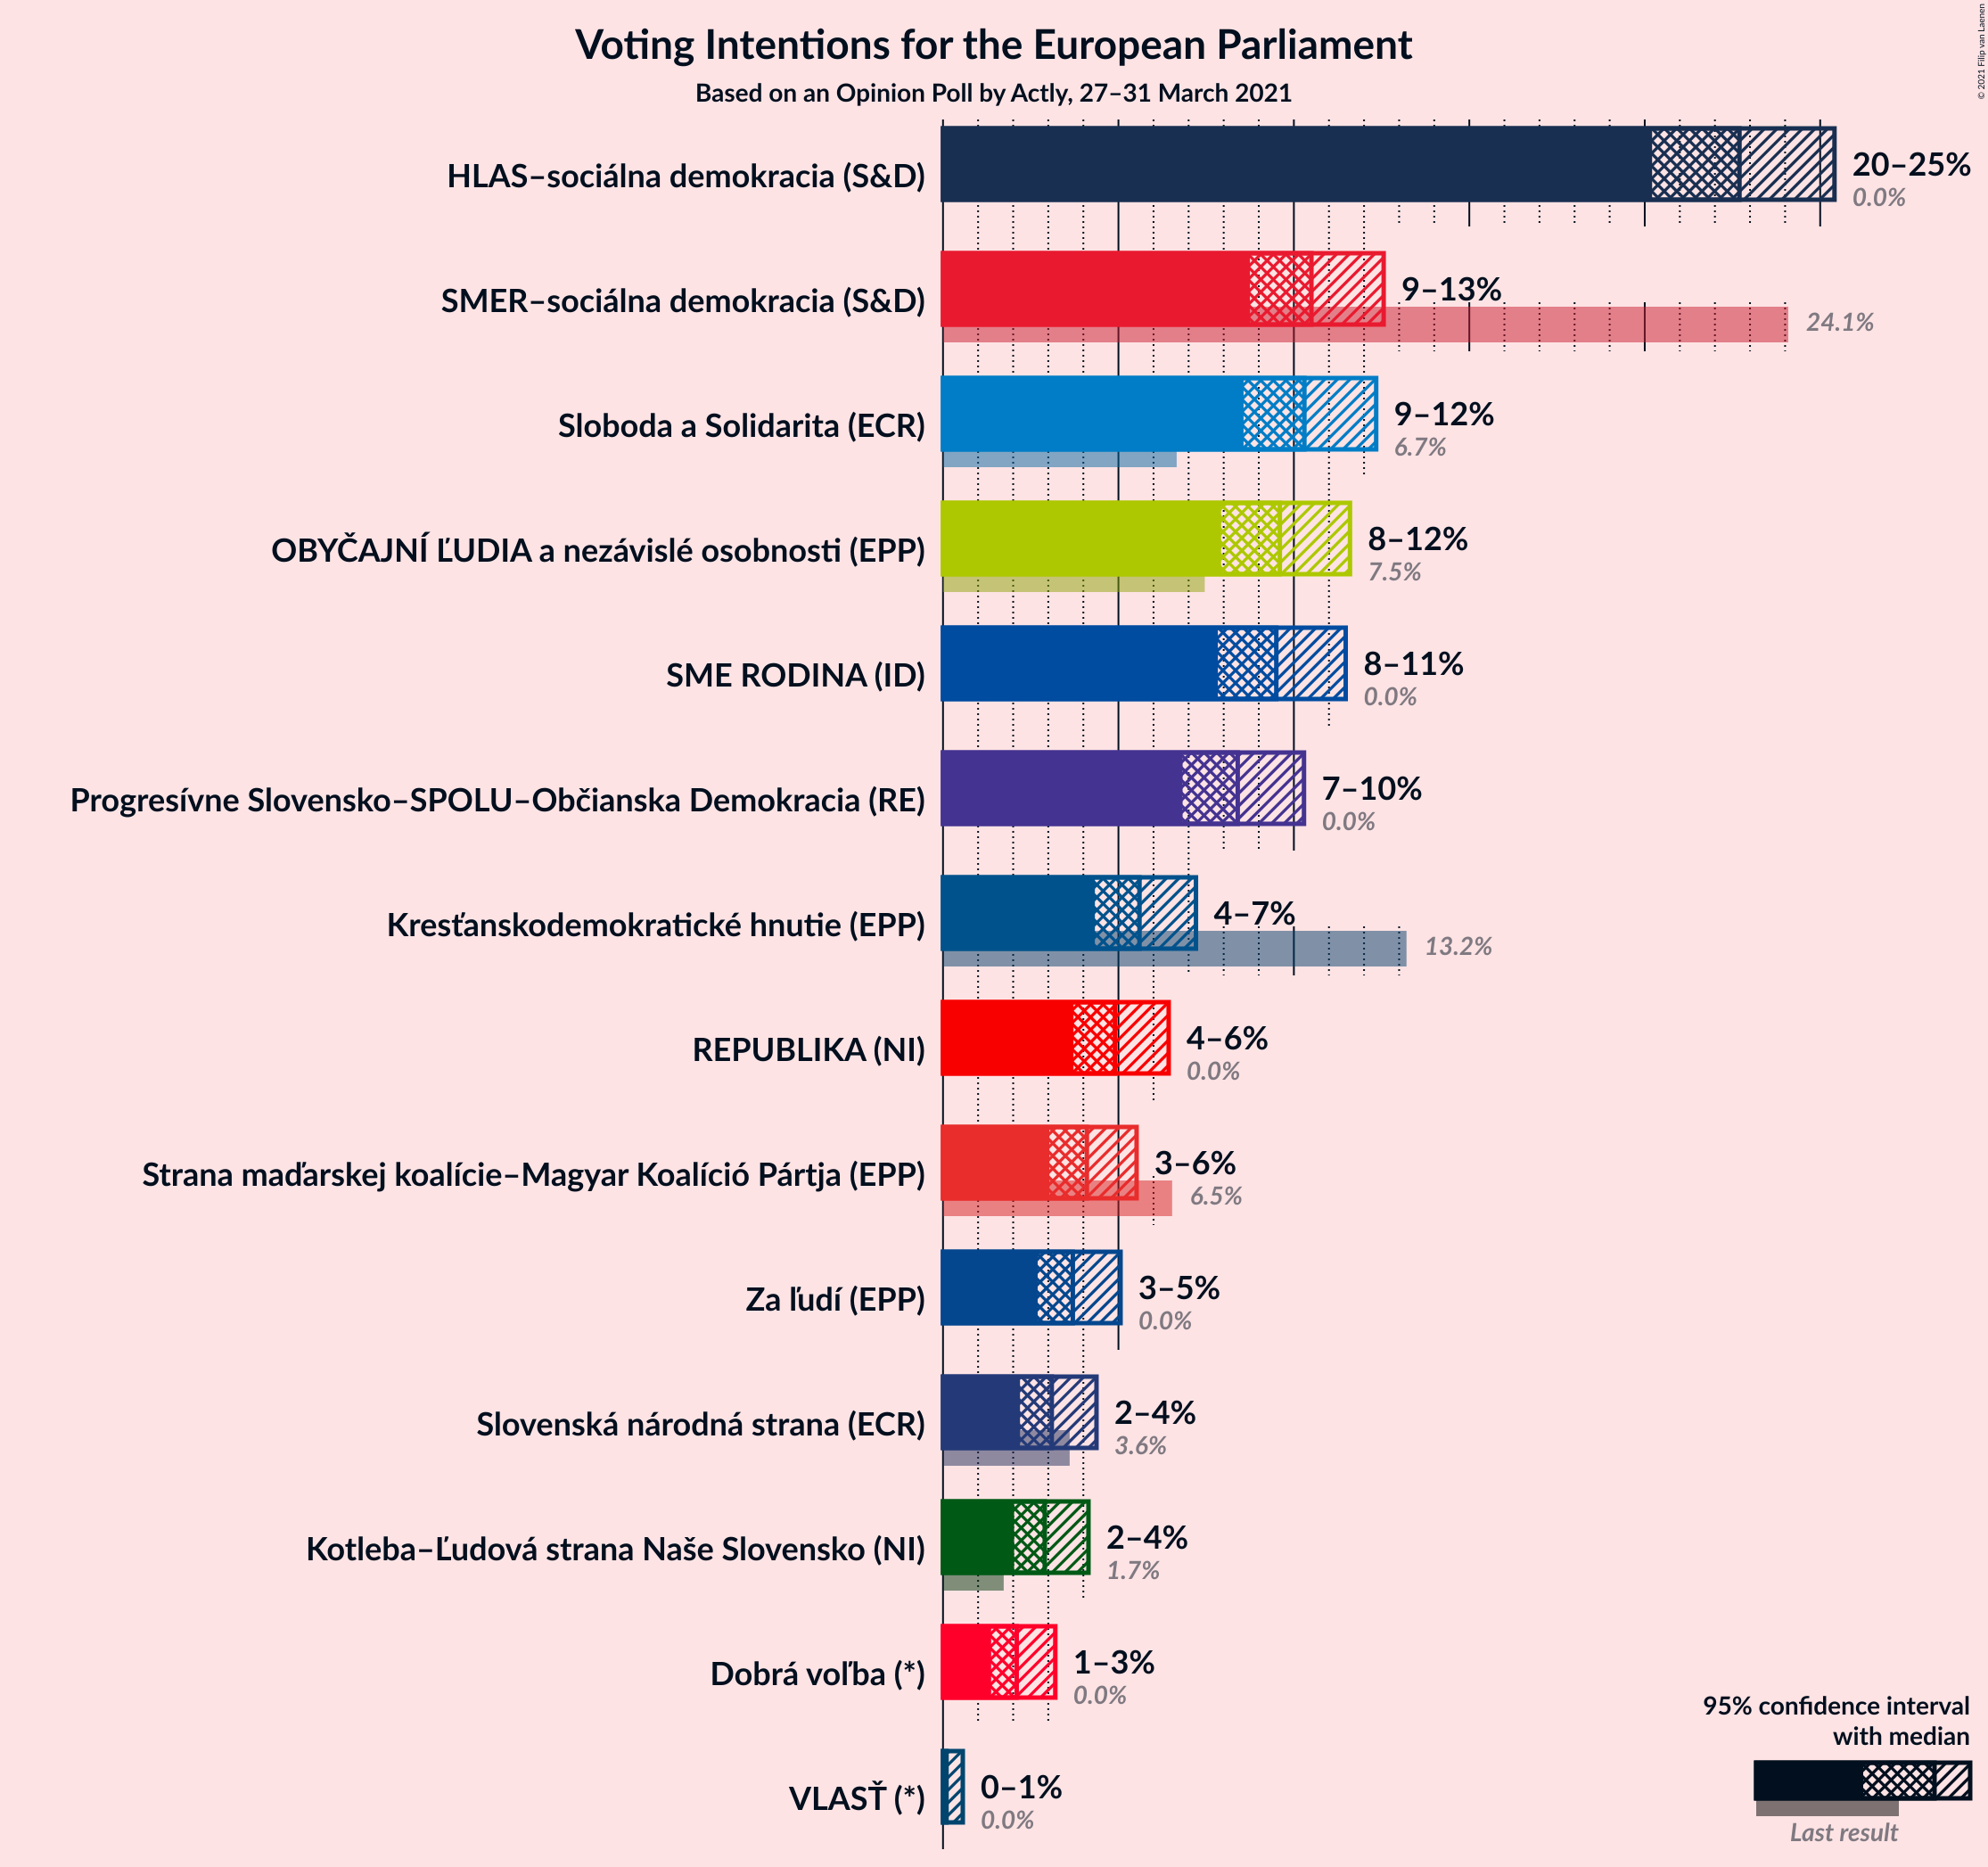 Voting Intentions for the European Parliament
Based on an Opinion Poll by Actly, 27–31 March 2021
© 2021 Filip van Laenen
HLAS–sociálna demokracia (S&D)
20–25%
0.0%
SMER–sociálna demokracia (S&D)
9–13%
24.1%
Sloboda a Solidarita (ECR)
9–12%
6.7%
OBYČAJNÍ ĽUDIA a nezávislé osobnosti (EPP)
8–12%
7.5%
SME RODINA (ID)
8–11%
0.0%
Progresívne Slovensko–SPOLU–Občianska Demokracia (RE)
7–10%
0.0%
Kresťanskodemokratické hnutie (EPP)
4–7%
13.2%
REPUBLIKA (NI)
4–6%
0.0%
Strana maďarskej koalície–Magyar Koalíció Pártja (EPP)
3–6%
6.5%
Za ľudí (EPP)
3–5%
0.0%
Slovenská národná strana (ECR)
2–4%
3.6%
Kotleba–Ľudová strana Naše Slovensko (NI)
2–4%
1.7%
Dobrá voľba (*)
1–3%
0.0%
VLASŤ (*)
0–1%
0.0%
95% confidence interval
with median
Last result